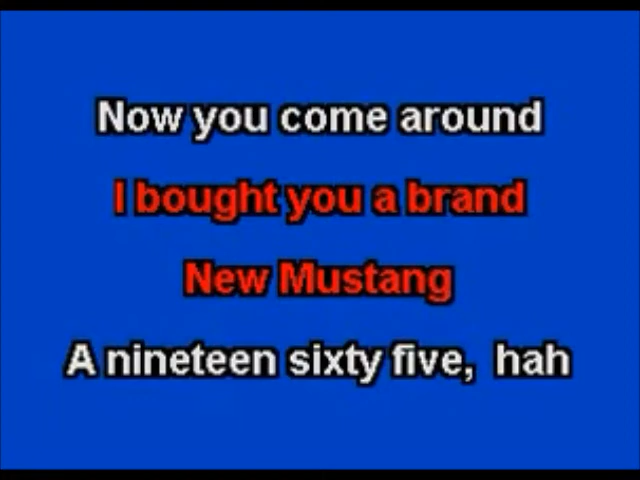 Now you come around
I bought you a brand
New Mustang
A nineteen sixty five, hah